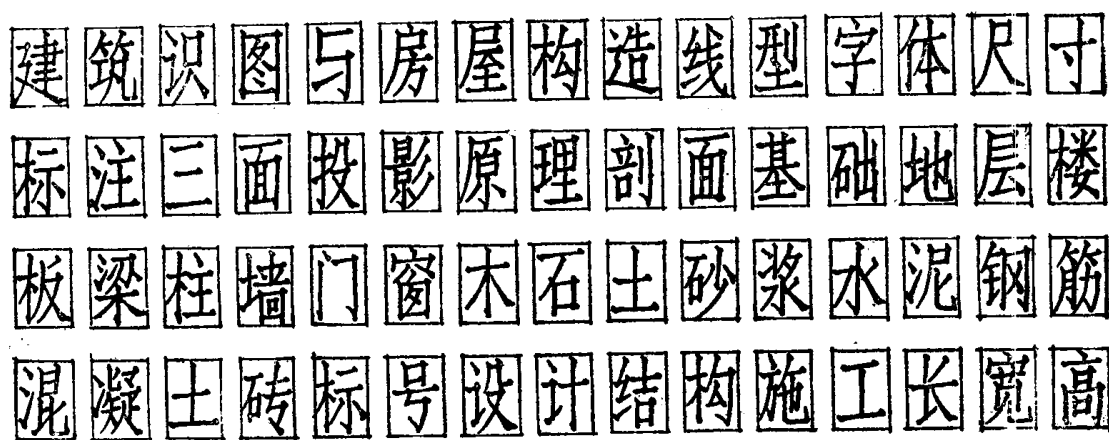 建筑识图与房屋构造线型字体尺寸
标注三面投影原理剖面基础地层楼
板梁柱墙门窗木石土砂浆水泥钢筋
混凝土砖标号设计结构施工长宽高